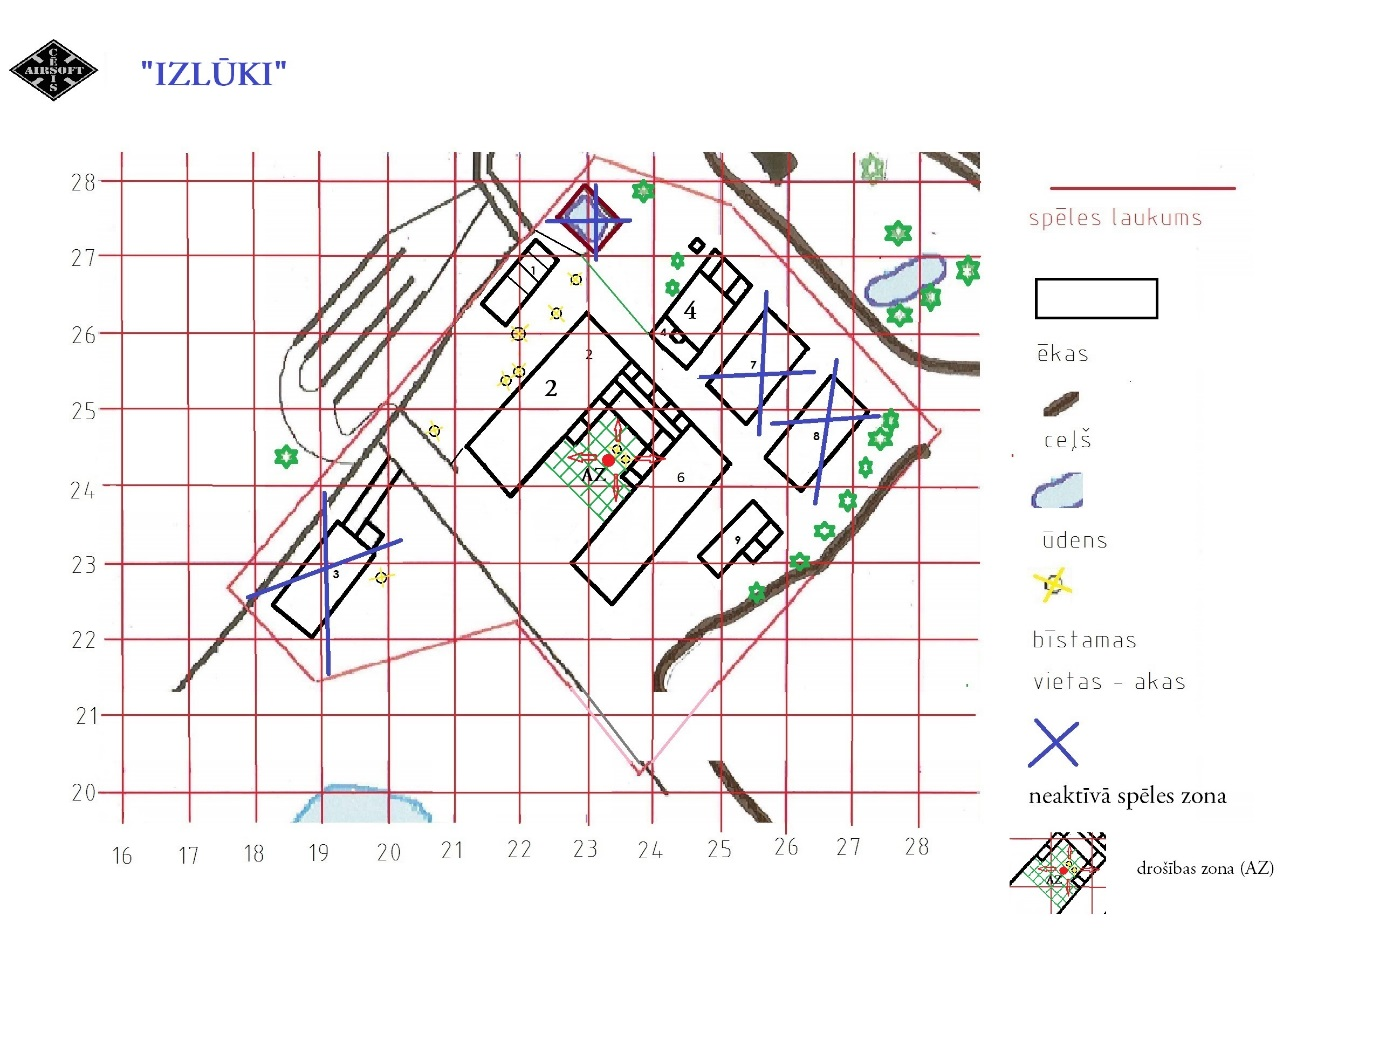 CĒSIS
AIRSOFT
"IZLŪKI"
28
27
26
25
24
23
22
21
20
16
17
18
19
20
21
22
23
24
25
26
27
28
1
2
2
3
4
4
6
7
8
9
AZ
spēles laukums
ēkas
ceļš
ūdens
bīstamas
vietas - akas
neaktīvā spēles zona
AZ
drošības zona (AZ)